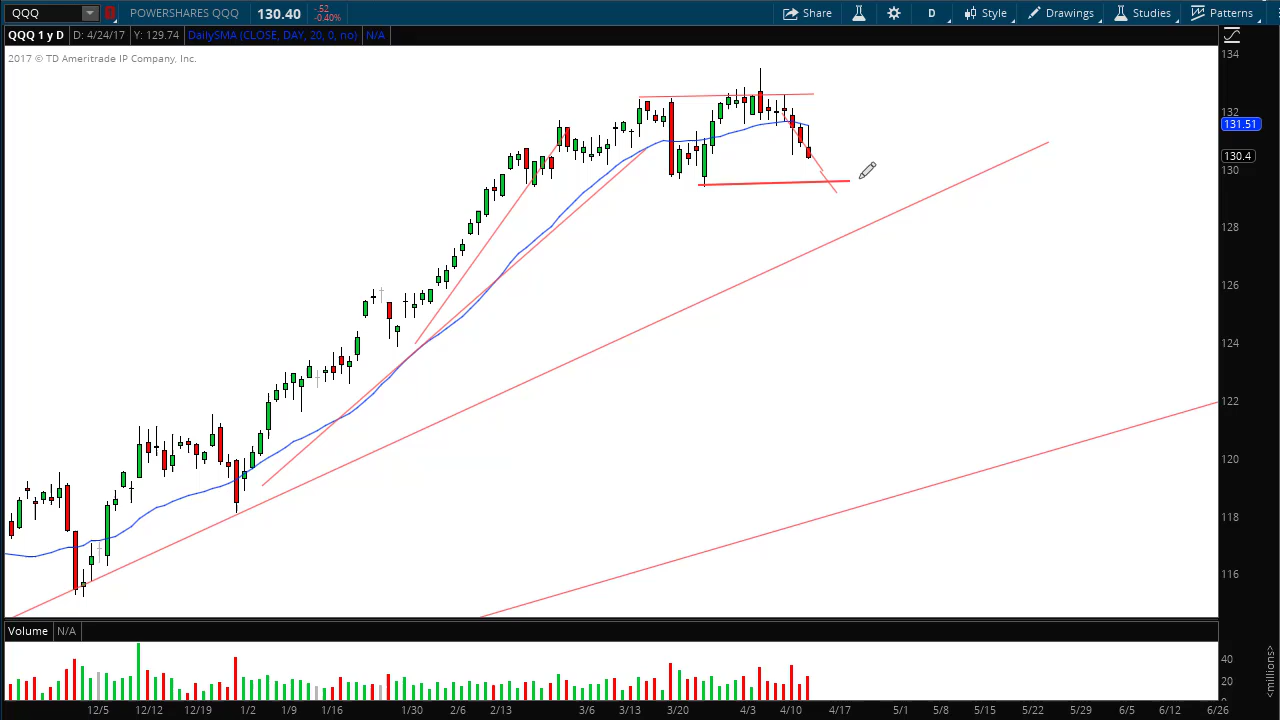 QQQ POWERSHARES QQQ 130.40 -.52 -0.40% Share D Style Drawings Studies Patterns
QQQ 1 y D D: 4/24/17 Y: 129.74 DailySMA (CLOSE, DAY, 20, 0, no) N/A
2017 © TD Ameritrade IP Company, Inc.
134
132
131.51
130.4
130
128
126
124
122
120
118
116
Volume N/A
40
20
<millions>
12/5 12/12 12/19 1/2 1/9 1/16 1/30 2/6 2/13 3/6 3/13 3/20 4/3 4/10 4/17 5/1 5/8 5/15 5/22 5/29 6/5 6/12 6/26